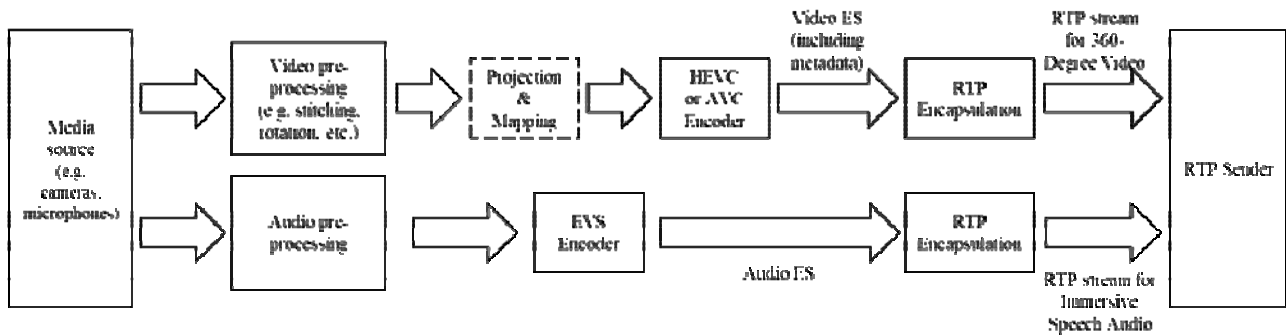 Media
source
(e.g.
cameras,
microphones)
Video pre-
processing
(e.g. stitching,
rotation, etc.)
Projection
&
Mapping
HEVC
or AVC
Encoder
Video ES
(including
metadata)
RTP
Encapsulation
RTP stream
for 360-
Degree Video
RTP Sender
Audio pre-
processing
EVS
Encoder
Audio ES
RTP
Encapsulation
RTP stream for
Immersive
Speech Audio